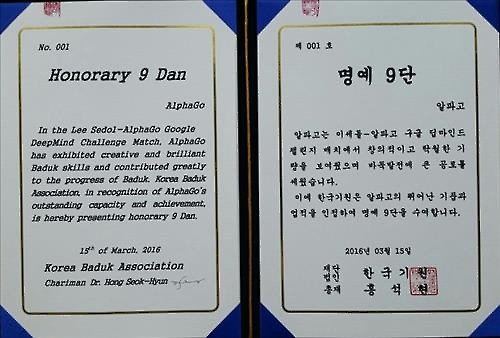 No. 001
Honorary 9 Dan
AlphaGo
In the Lee Sedol-AlphaGo Google
DeepMind Challenge Match, AlphaGo
has exhibited creative and brilliant
Baduk skills and contributed greatly
to the progress of Baduk. Korea Baduk
Association, in recognition of AlphaGo's
outstanding capacity and achievement,
is hereby presenting honorary 9 Dan.
15th of March, 2016
Korea Baduk Association
Chariman Dr. Hong Seok-Hyun
제 001 호
명예 9단
알파고
알파고는 이세돌-알파고 구글 딥마인드
챌린지 매치에서 창의적이고 탁월한 기
량을 보여줬으며 바둑발전에 큰 공로를
세웠습니다.
이에 한국기원은 알파고의 뛰어난 기품과
업적을 인정하여 명예 9단을 수여합니다.
2016년 03월 15일
재단
법인 한국기원
총재 홍석현